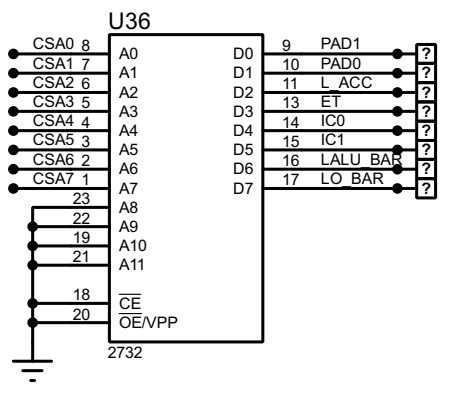 U36
CSA0 8 A0 D0 9 PAD1 ?
CSA1 7 A1 D1 10 PAD0 ?
CSA2 6 A2 D2 11 L_ACC ?
CSA3 5 A3 D3 13 ET ?
CSA4 4 A4 D4 14 IC0 ?
CSA5 3 A5 D5 15 IC1 ?
CSA6 2 A6 D6 16 LALU_BAR ?
CSA7 1 A7 D7 17 LO_BAR ?
23 A8
22 A9
19 A10
21 A11
18 CE
20 OE/VPP
2732